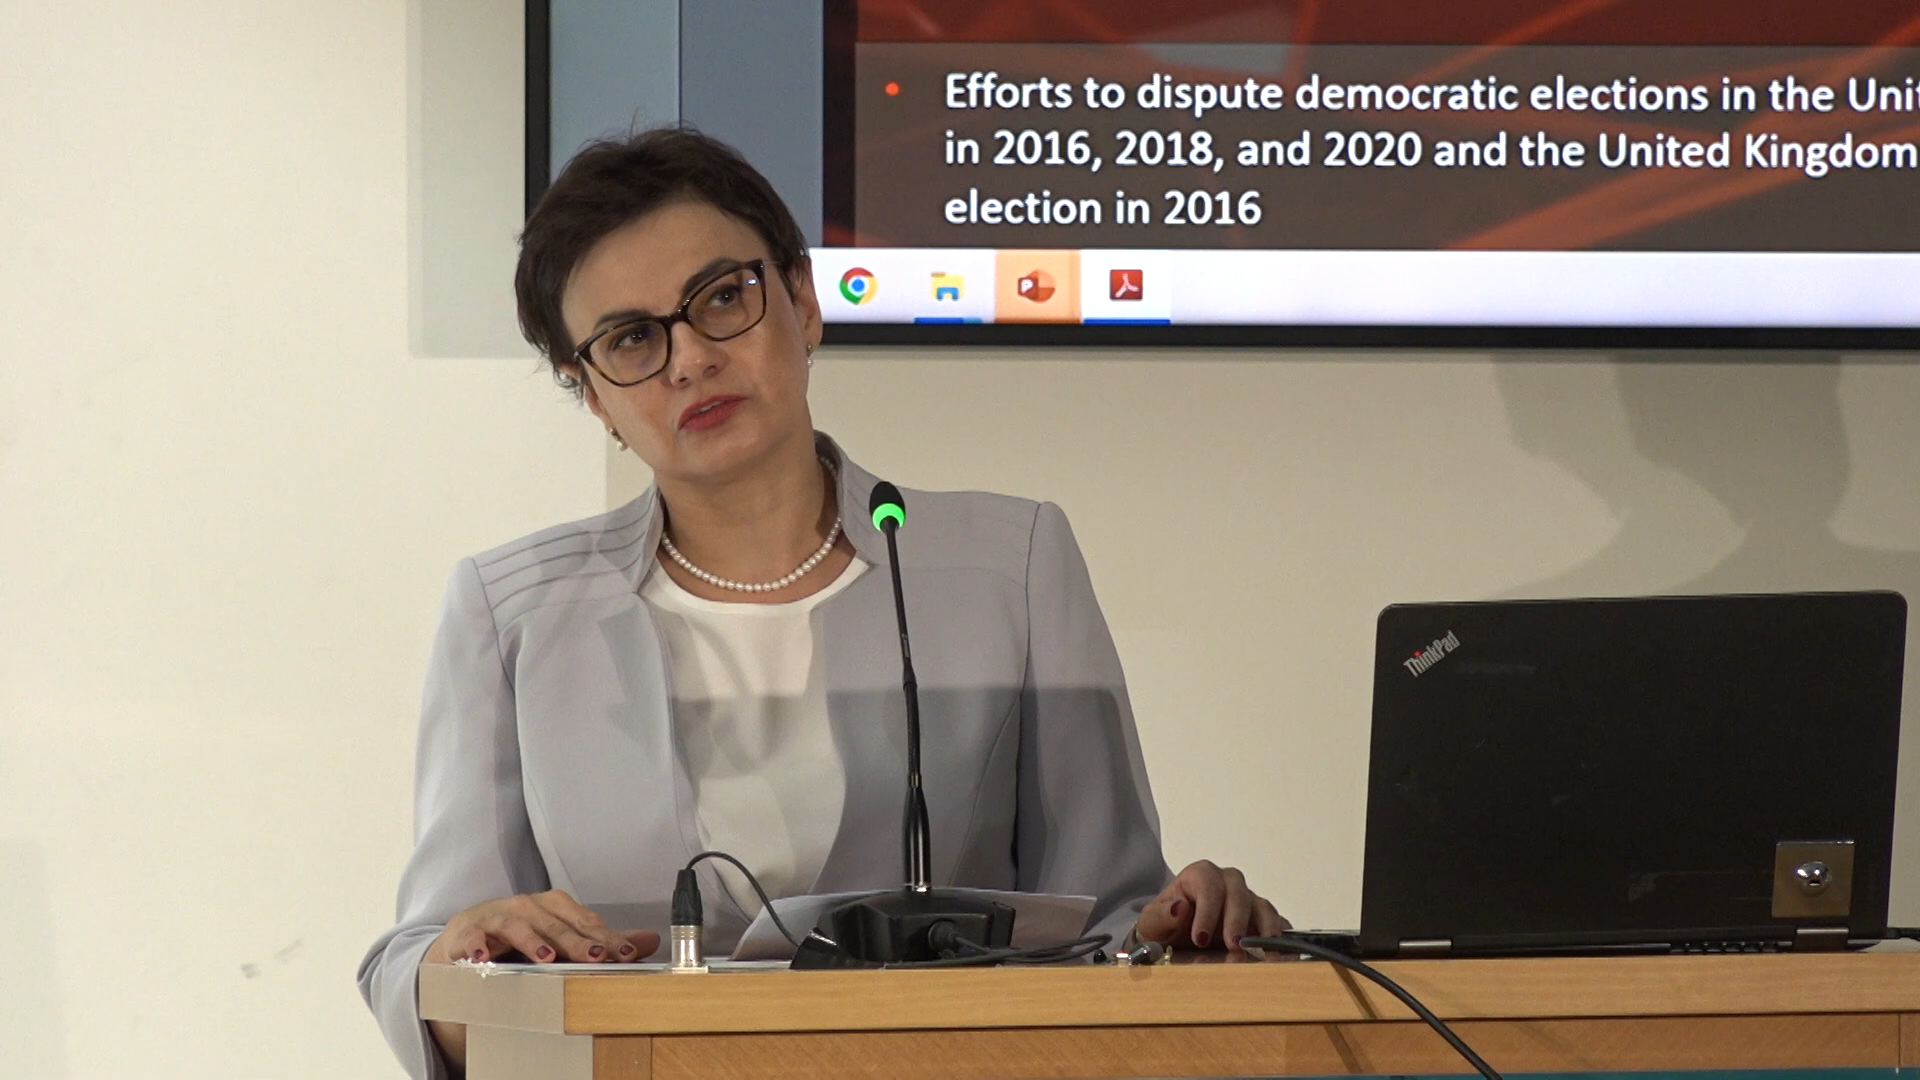 Efforts to dispute democratic elections in the Unit
in 2016, 2018, and 2020 and the United Kingdom
election in 2016
ThinkPad